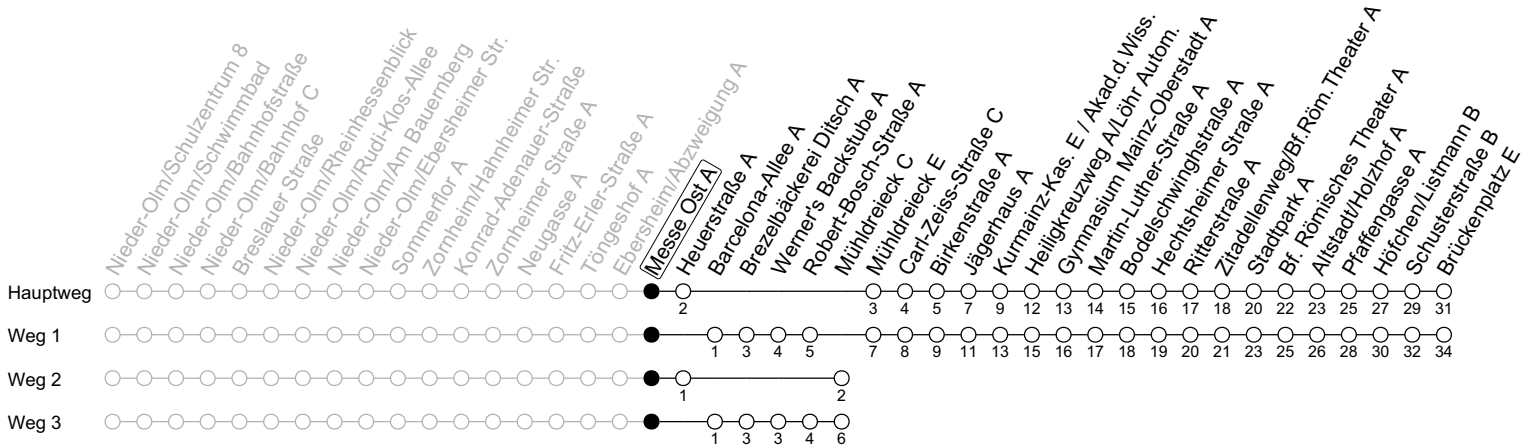 Nieder-Olm/Schulzentrum 8
Nieder-Olm/Schwimmbad
Nieder-Olm/Bahnhofstraße
Nieder-Olm/Bahnhof C
Breslauer Straße
Nieder-Olm/Rheinhessenblick
Nieder-Olm/Rudi-Klos-Allee
Nieder-Olm/Am Bauernberg
Nieder-Olm/Ebersheimer Str.
Sommerflor A
Zornheim/Hahnheimer Str.
Konrad-Adenauer-Straße
Zornheimer Straße A
Neugasse A
Fritz-Erler-Straße A
Töngeshof A
Ebersheim/Abzweigung A
Messe Ost A
Heuerstraße A
Barcelona-Allee A
Brezelbäckerei Ditsch A
Werner's Backstube A
Robert-Bosch-Straße A
Mühldreieck C
Mühldreieck E
Carl-Zeiss-Straße C
Birkenstraße A
Jägerhaus A
Kurmainz-Kas. E / Akad.d.Wiss.
Heiligkreuzweg A/Löhr Autom.
Gymnasium Mainz-Oberstadt A
Martin-Luther-Straße A
Bodelschwinghstraße A
Hechtsheimer Straße A
Ritterstraße A
Zitadellenweg/Bf.Röm.Theater A
Stadtpark A
Bf. Römisches Theater A
Altstadt/Holzhof A
Pfaffengasse A
Höfchen/Listmann B
Schusterstraße B
Brückenplatz E
Hauptweg
2 3 4 5 7 9 12 13 14 15 16 17 18 20 22 23 25 27 29 31
Weg 1
1 3 4 5 7 8 9 11 13 15 16 17 18 19 20 21 23 25 26 28 30 32 34
Weg 2
1 2
Weg 3
1 3 3 4 6